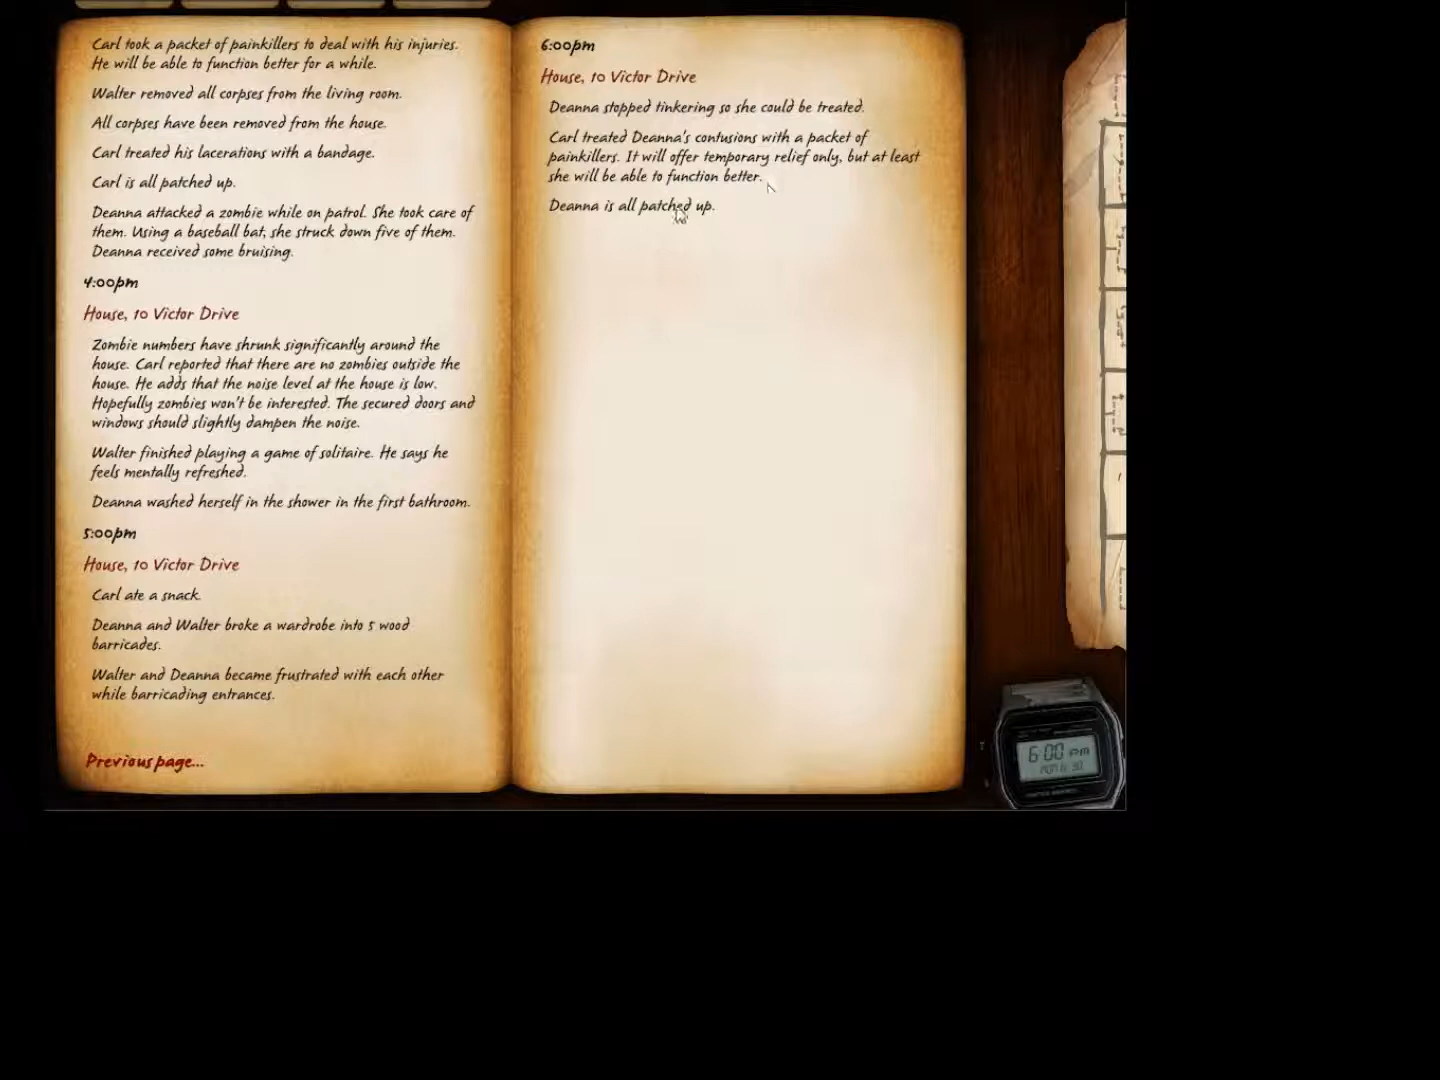 Carl took a packet of painkillers to deal with his injuries.
He will be able to function better for a while.
Walter removed all corpses from the living room.
All corpses have been removed from the house.
Carl treated his lacerations with a bandage.
Carl is all patched up.
Deanna attacked a zombie while on patrol. She took care of
them. Using a baseball bat, she struck down five of them.
Deanna received some bruising.
4:00pm
House, 10 Victor Drive
Zombie numbers have shrunk significantly around the
house. Carl reported that there are no zombies outside the
house. He adds that the noise level at the house is low.
Hopefully zombies won't be interested. The secured doors and
windows should slightly dampen the noise.
Walter finished playing a game of solitaire. He says he
feels mentally refreshed.
Deanna washed herself in the shower in the first bathroom.
5:00pm
House, 10 Victor Drive
Carl ate a snack.
Deanna and Walter broke a wardrobe into 5 wood
barricades.
Walter and Deanna became frustrated with each other
while barricading entrances.
Previous page...
6:00pm
House, 10 Victor Drive
Deanna stopped tinkering so she could be treated.
Carl treated Deanna's contusions with a packet of
painkillers. It will offer temporary relief only, but at least
she will be able to function better.
Deanna is all patched up.
6:00 PM